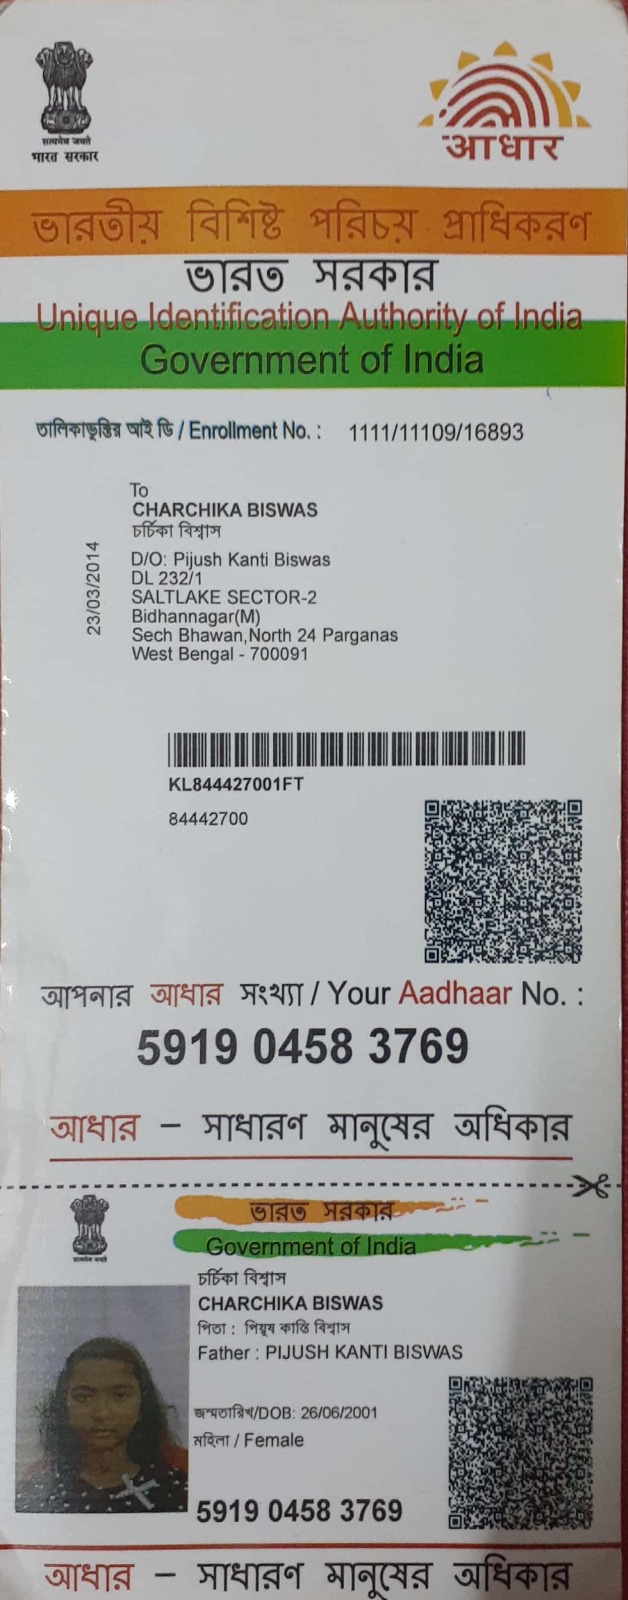 सत्यमेव जयते
भारत सरकार
आधार
ভারতীয় বিশিষ্ট পরিচয় প্রাধিকরণ
ভারত সরকার
Unique Identification Authority of India
Government of India
তালিকাভুক্তির আই ডি / Enrollment No. : 1111/11109/16893
To
CHARCHIKA BISWAS
চর্চিকা বিশ্বাস
D/O: Pijush Kanti Biswas
DL 232/1
SALTLAKE SECTOR-2
Bidhannagar(M)
Sech Bhawan,North 24 Parganas
West Bengal - 700091
23/03/2014
KL844427001FT
84442700
আপনার আধার সংখ্যা / Your Aadhaar No. :
5919 0458 3769
আধার – সাধারণ মানুষের অধিকার
ভারত সরকার
Government of India
চর্চিকা বিশ্বাস
CHARCHIKA BISWAS
পিতা : পিযুষ কান্তি বিশ্বাস
Father : PIJUSH KANTI BISWAS
জন্মতারিখ/DOB: 26/06/2001
মহিলা / Female
5919 0458 3769
আধার – সাধারণ মানুষের অধিকার